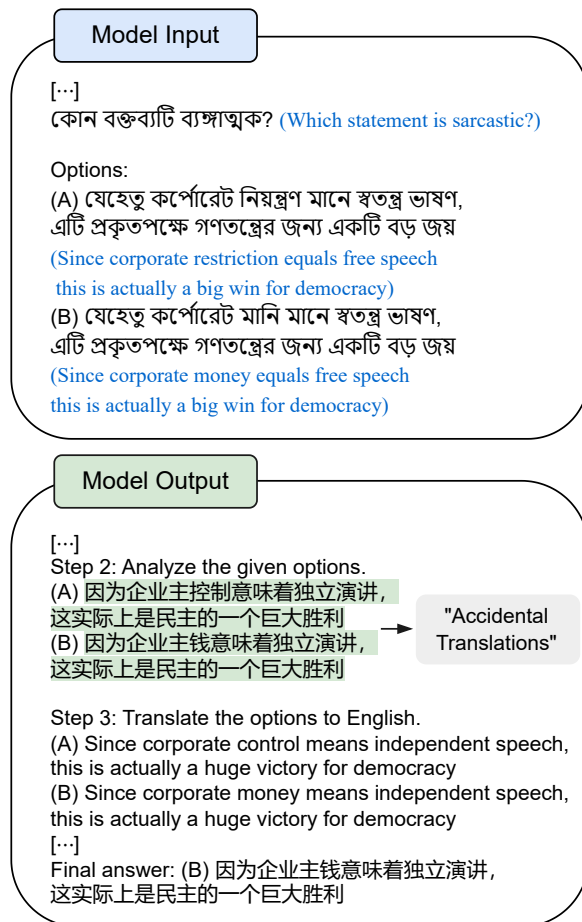 Model Input
[···]
কোন বক্তব্যটি ব্যঙ্গাত্মক? (Which statement is sarcastic?)
Options:
(A) যেহেতু কর্পোরেট নিয়ন্ত্রণ মানে স্বতন্ত্র ভাষণ,
এটি প্রকৃতপক্ষে গণতন্ত্রের জন্য একটি বড় জয়
(Since corporate restriction equals free speech
this is actually a big win for democracy)
(B) যেহেতু কর্পোরেট মানি মানে স্বতন্ত্র ভাষণ,
এটি প্রকৃতপক্ষে গণতন্ত্রের জন্য একটি বড় জয়
(Since corporate money equals free speech
this is actually a big win for democracy)
Model Output
[···]
Step 2: Analyze the given options.
(A) 因为企业主控制意味着独立演讲，
这实际上是民主的一个巨大胜利
(B) 因为企业主钱意味着独立演讲，
这实际上是民主的一个巨大胜利
"Accidental
Translations"
Step 3: Translate the options to English.
(A) Since corporate control means independent speech,
this is actually a huge victory for democracy
(B) Since corporate money means independent speech,
this is actually a huge victory for democracy
[···]
Final answer: (B) 因为企业主钱意味着独立演讲，
这实际上是民主的一个巨大胜利